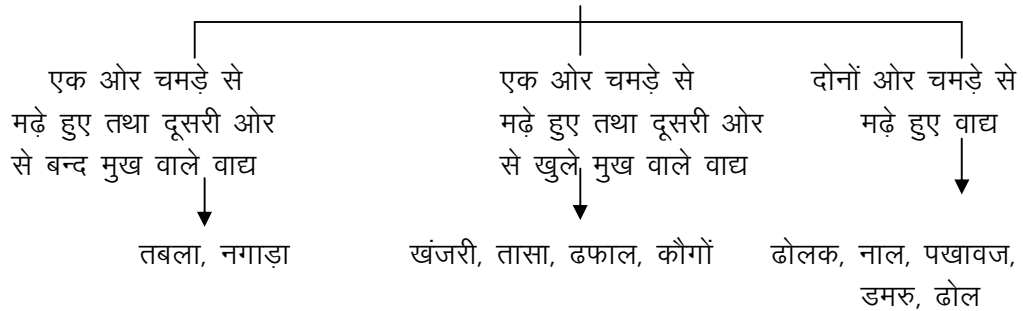 एक ओर चमड़े से
मढ़े हुए तथा दूसरी ओर
से बन्द मुख वाले वाद्य
एक ओर चमड़े से
मढ़े हुए तथा दूसरी ओर
से खुले मुख वाले वाद्य
दोनों ओर चमड़े से
मढ़े हुए वाद्य
तबला, नगाड़ा
खंजरी, तासा, ढफाल, कौगों
ढोलक, नाल, पखावज,
डमरु, ढोल